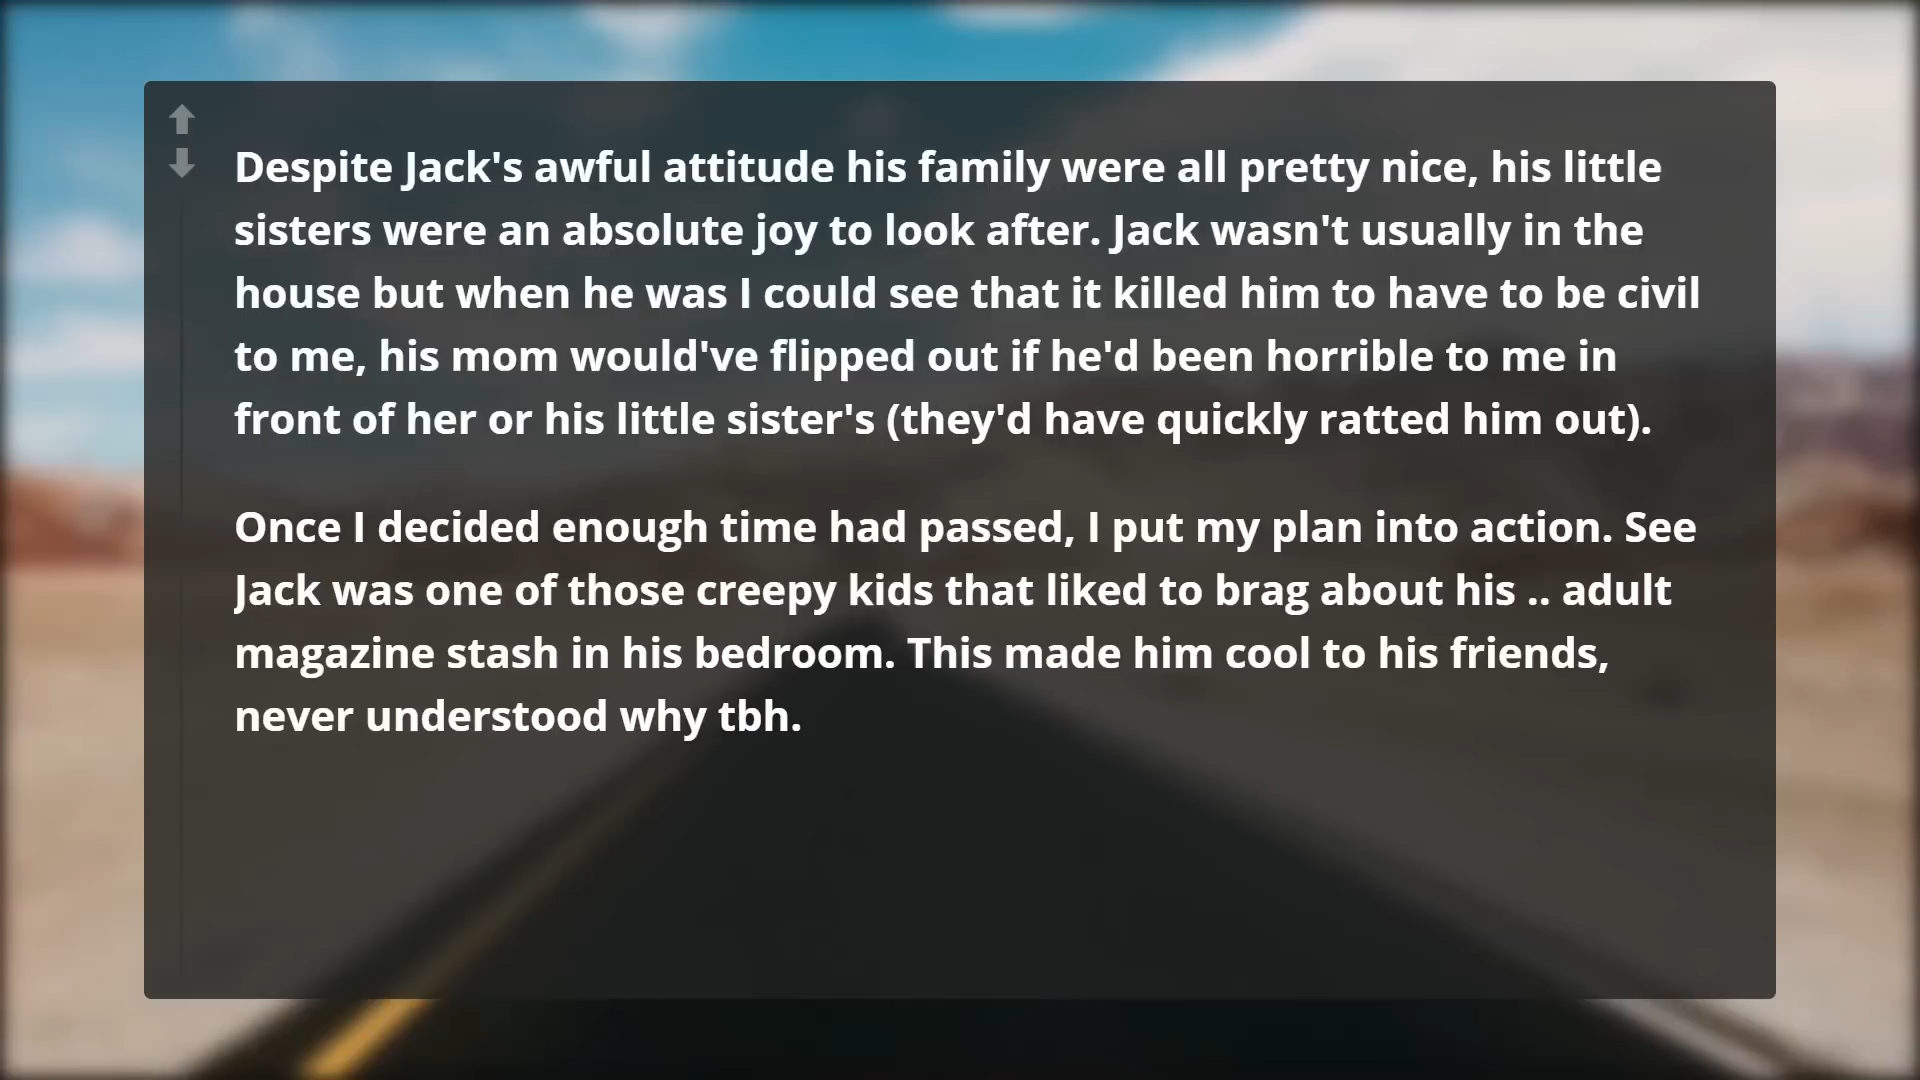 Despite Jack's awful attitude his family were all pretty nice, his little
sisters were an absolute joy to look after. Jack wasn't usually in the
house but when he was I could see that it killed him to have to be civil
to me, his mom would've flipped out if he'd been horrible to me in
front of her or his little sister's (they'd have quickly ratted him out).
Once I decided enough time had passed, I put my plan into action. See
Jack was one of those creepy kids that liked to brag about his .. adult
magazine stash in his bedroom. This made him cool to his friends,
never understood why tbh.